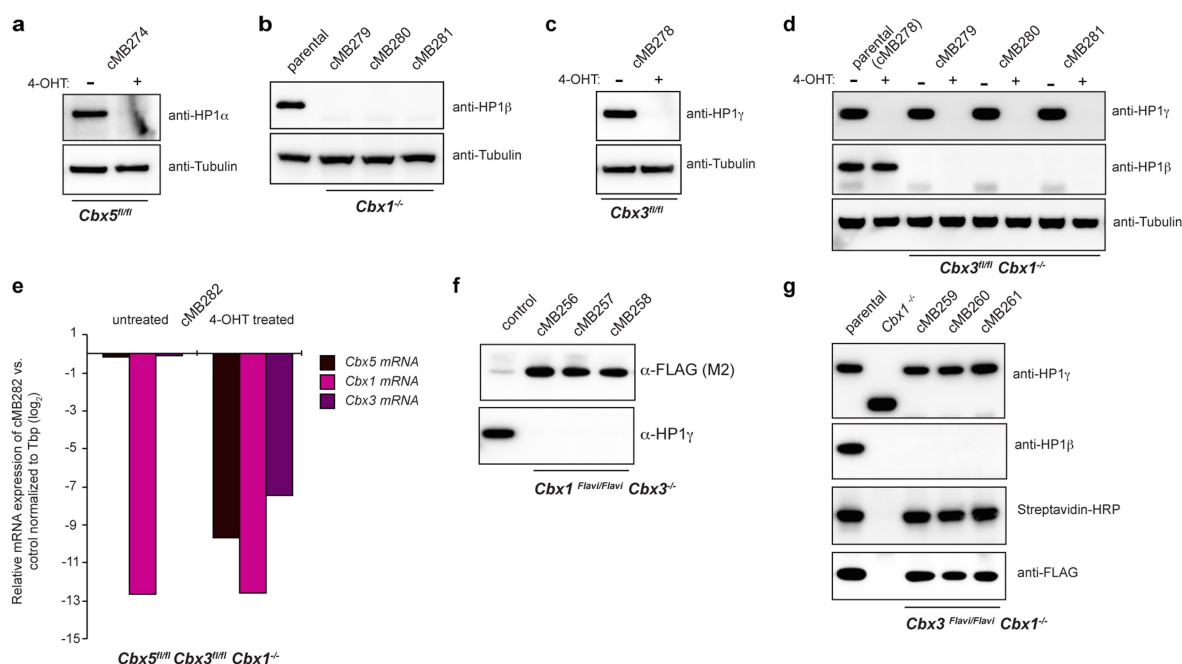 a
cMB274
4-OHT: - +
anti-HP1α
anti-Tubulin
Cbx5fl/fl
b
parental cMB279 cMB280 cMB281
anti-HP1β
anti-Tubulin
Cbx1-/-
c
cMB278
4-OHT: - +
anti-HP1γ
anti-Tubulin
Cbx3fl/fl
d
parental (cMB278) cMB279 cMB280 cMB281
4-OHT: - + - + - + - +
anti-HP1γ
anti-HP1β
anti-Tubulin
Cbx3fl/fl Cbx1-/-
e
cMB282
untreated 4-OHT treated
1
-1
-3
-5
-7
-9
-11
-13
-15
Relative mRNA expression of cMB282 vs.
cotrol normalized to Tbp (log2)
Cbx5 mRNA
Cbx1 mRNA
Cbx3 mRNA
Cbx5fl/fl Cbx3fl/fl Cbx1-/-
f
control cMB256 cMB257 cMB258
α-FLAG (M2)
α-HP1γ
Cbx1 Flavi/Flavi Cbx3-/-
g
parental Cbx1-/- cMB259 cMB260 cMB261
anti-HP1γ
anti-HP1β
Streptavidin-HRP
anti-FLAG
Cbx3 Flavi/Flavi Cbx1-/-